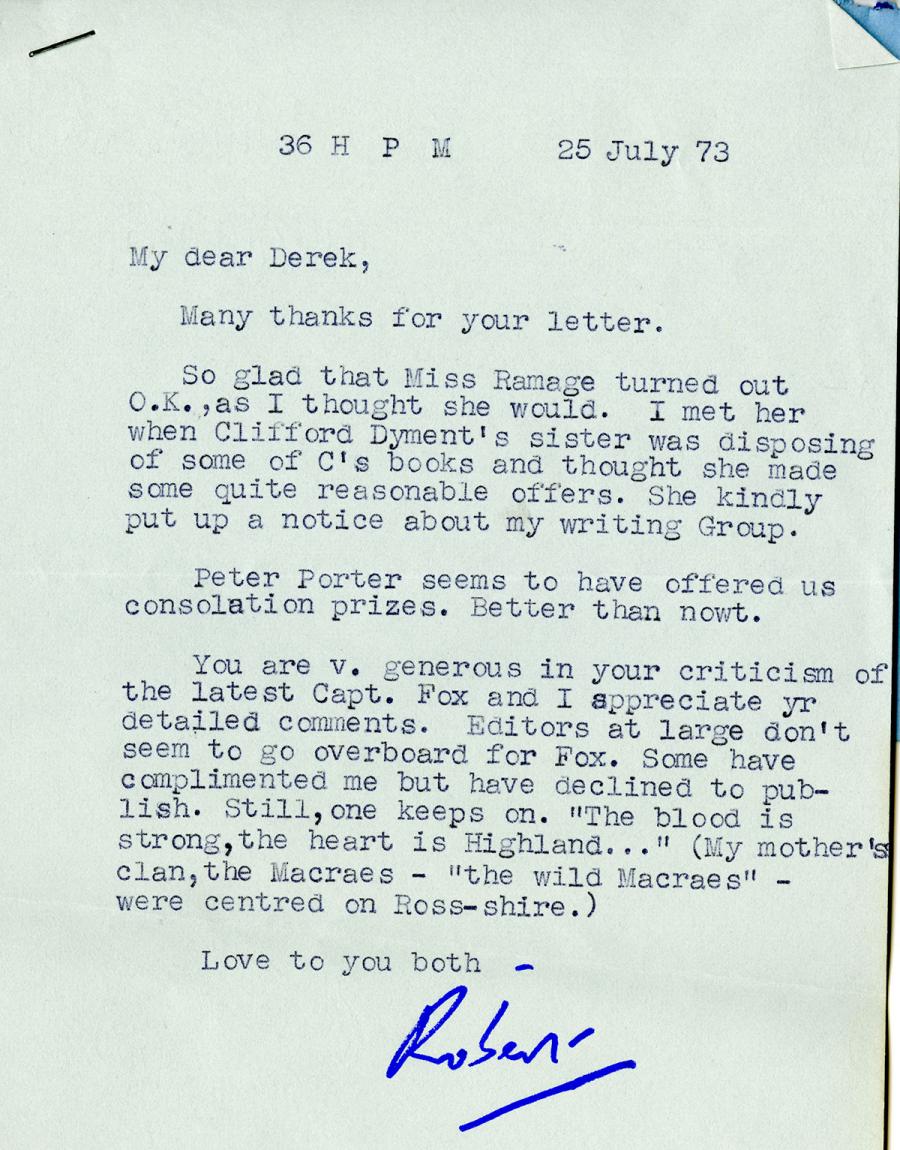 36 H P M 25 July 73
My dear Derek,
Many thanks for your letter.
So glad that Miss Ramage turned out
O.K.,as I thought she would. I met her
when Clifford Dyment's sister was disposing
of some of C's books and thought she made
some quite reasonable offers. She kindly
put up a notice about my writing Group.
Peter Porter seems to have offered us
consolation prizes. Better than nowt.
You are v. generous in your criticism of
the latest Capt. Fox and I appreciate yr
detailed comments. Editors at large don't
seem to go overboard for Fox. Some have
complimented me but have declined to pub-
lish. Still,one keeps on. "The blood is
strong,the heart is Highland..." (My mother's
clan,the Macraes - "the wild Macraes" -
were centred on Ross-shire.)
Love to you both -
Robert